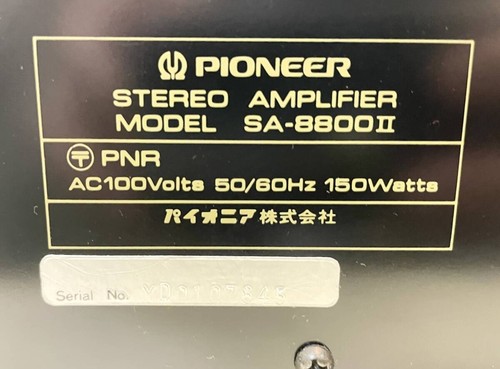 PIONEER
STEREO AMPLIFIER
MODEL SA-8800II
〒 PNR
AC100Volts 50/60Hz 150Watts
パイオニア株式会社
Serial No.